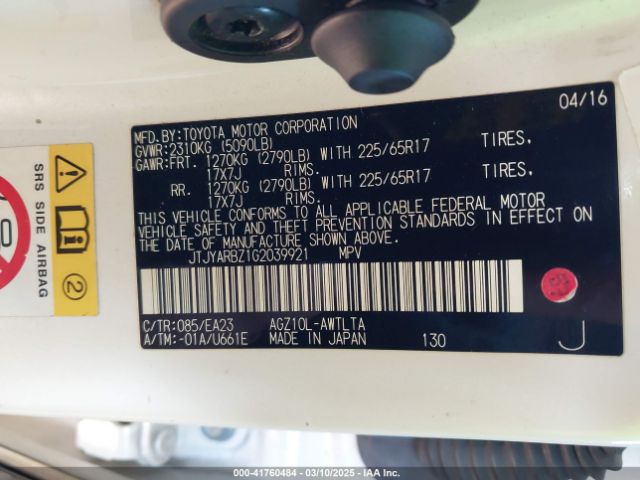 04/16
MFD.BY:TOYOTA MOTOR CORPORATION
GVWR:2310KG (5090LB)
GAWR:FRT. 1270KG (2790LB) WITH 225/65R17 TIRES,
17X7J RIMS.
RR. 1270KG (2790LB) WITH 225/65R17 TIRES,
17X7J RIMS.
THIS VEHICLE CONFORMS TO ALL APPLICABLE FEDERAL MOTOR
VEHICLE SAFETY AND THEFT PREVENTION STANDARDS IN EFFECT ON
THE DATE OF MANUFACTURE SHOWN ABOVE.
JTJYARBZ1G2039921 MPV
C/TR:085/EA23 AGZ10L-AWTLTA
A/TM:-01A/U661E MADE IN JAPAN 130 J
SRS SIDE AIRBAG
2
000-41760484 - 03/10/2025 - IAA Inc.